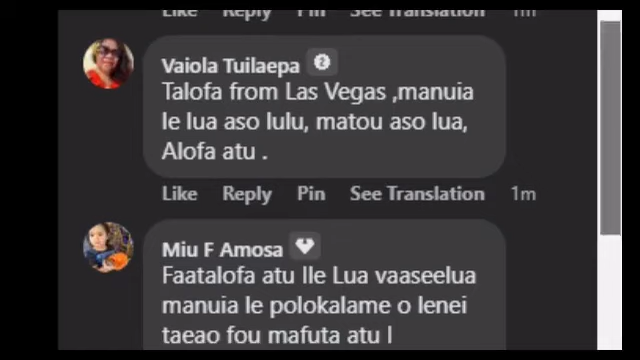 Like Reply Pin See Translation 1m
Vaiola Tuilaepa
Talofa from Las Vegas ,manuia
le lua aso lulu, matou aso lua,
Alofa atu .
Like Reply Pin See Translation 1m
Miu F Amosa
Faatalofa atu lle Lua vaaseelua
manuia le polokalame o lenei
taeao fou mafuta atu I